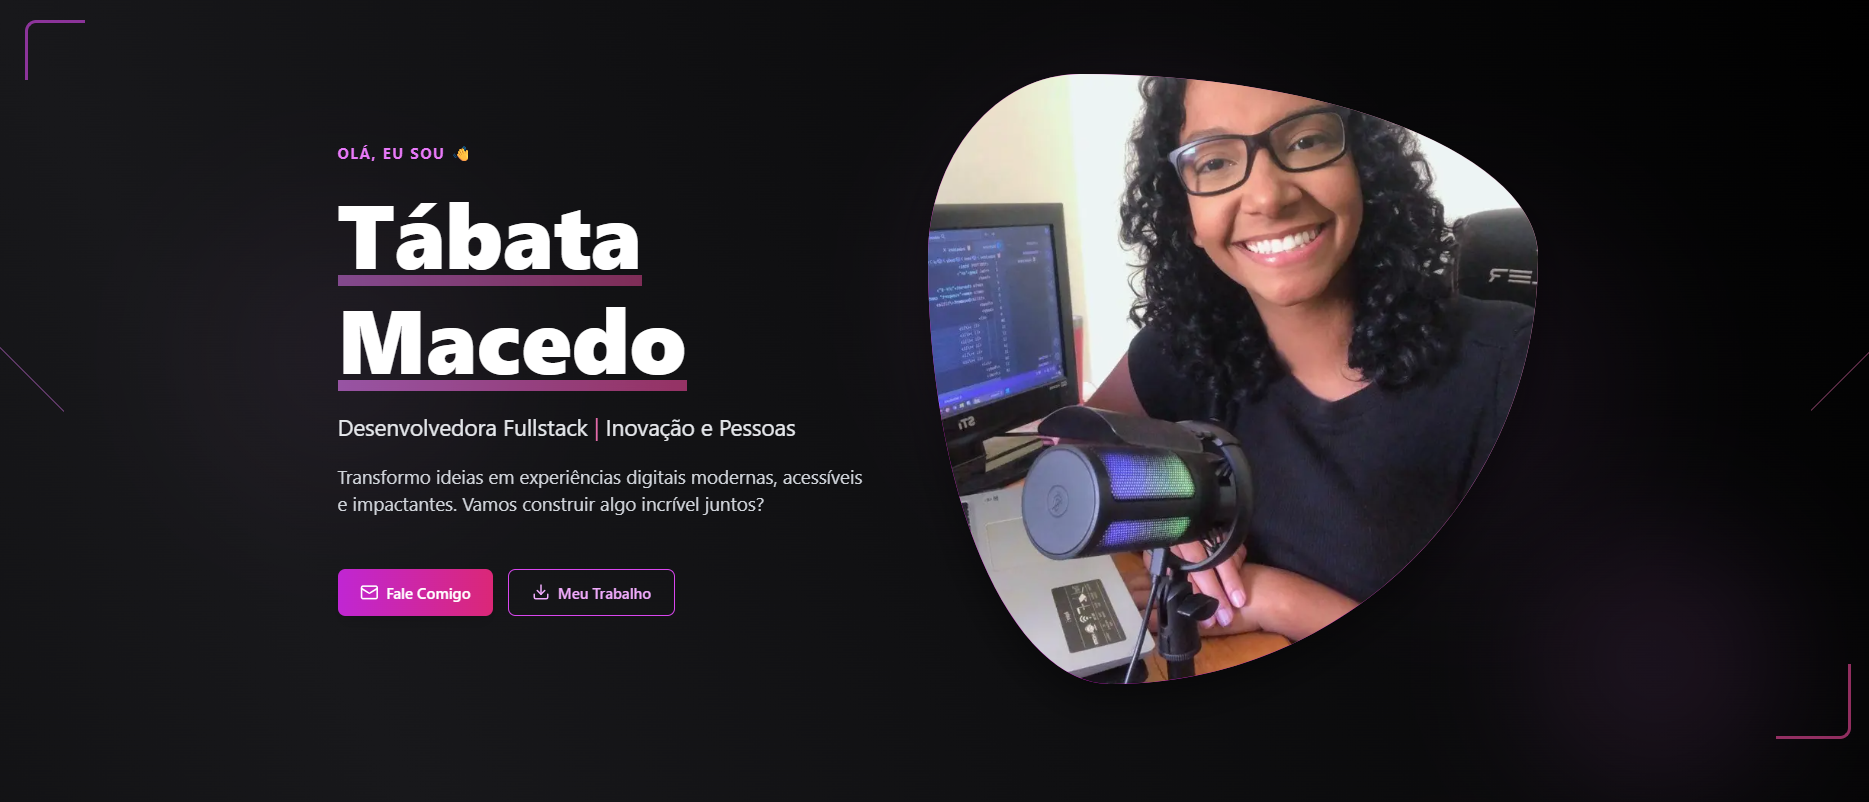 OLÁ, EU SOU 👋
Tábata
Macedo
Desenvolvedora Fullstack | Inovação e Pessoas
Transformo ideias em experiências digitais modernas, acessíveis
e impactantes. Vamos construir algo incrível juntos?
Fale Comigo
Meu Trabalho